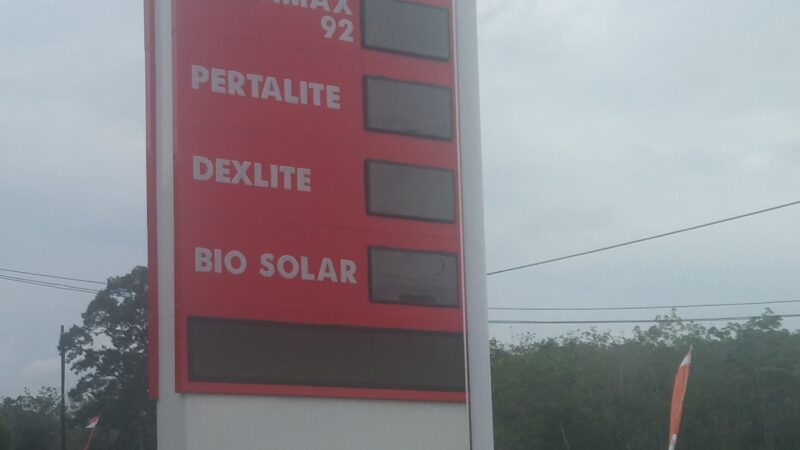 92
PERTALITE
DEXLITE
BIO SOLAR